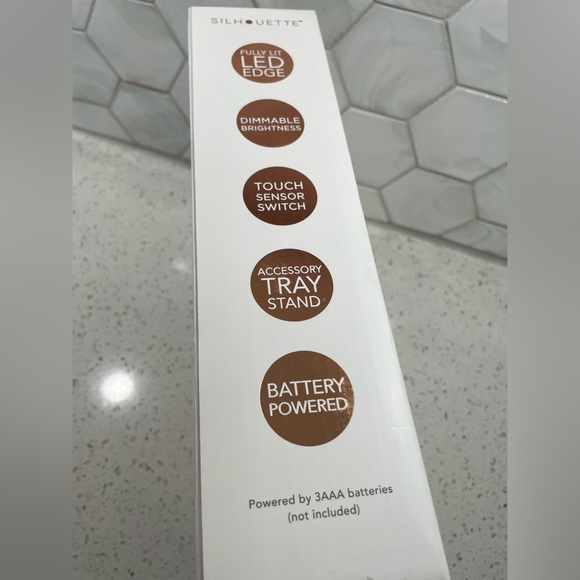 SILHOUETTE™
FULLY LIT
LED
EDGE
DIMMABLE
BRIGHTNESS
TOUCH
SENSOR
SWITCH
ACCESSORY
TRAY
STAND
BATTERY
POWERED
Powered by 3AAA batteries
(not included)